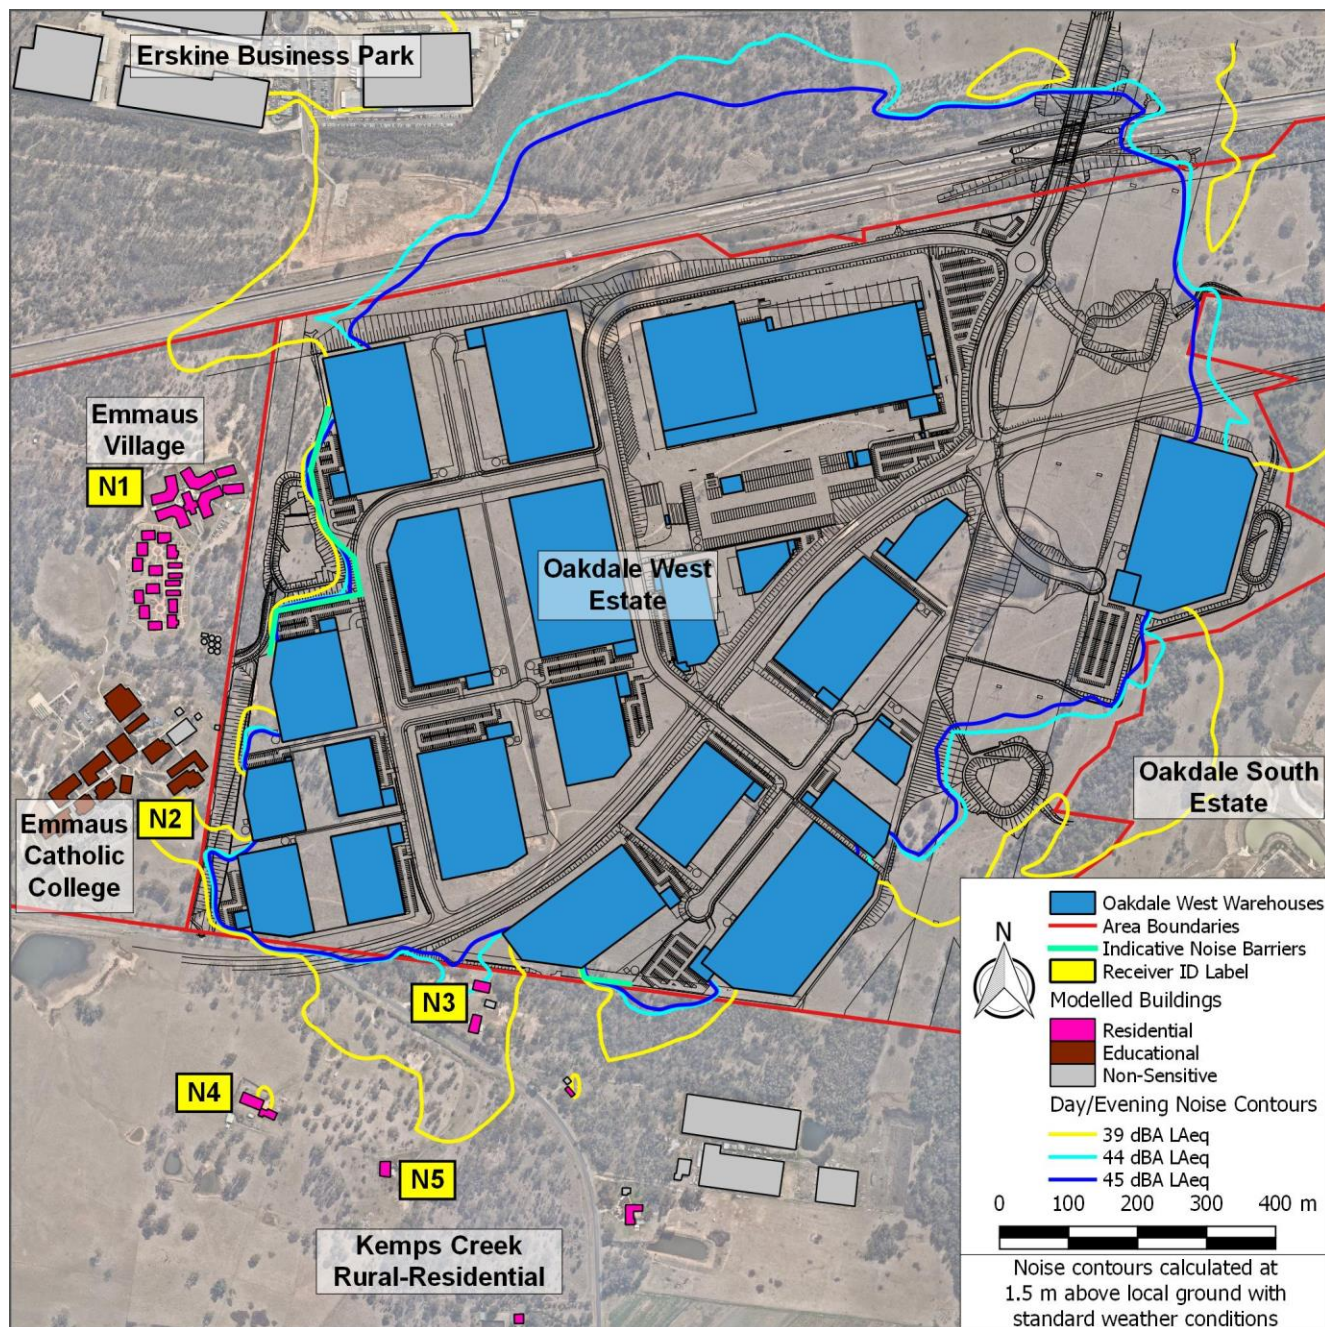 Erskine Business Park
Emmaus
Village
N1
Oakdale West
Estate
N2
Emmaus
Catholic
College
Oakdale South
Estate
N3
N4
N5
Kemps Creek
Rural-Residential
N
Oakdale West Warehouses
Area Boundaries
Indicative Noise Barriers
Receiver ID Label
Modelled Buildings
Residential
Educational
Non-Sensitive
Day/Evening Noise Contours
39 dBA LAeq
44 dBA LAeq
45 dBA LAeq
0 100 200 300 400 m
Noise contours calculated at
1.5 m above local ground with
standard weather conditions